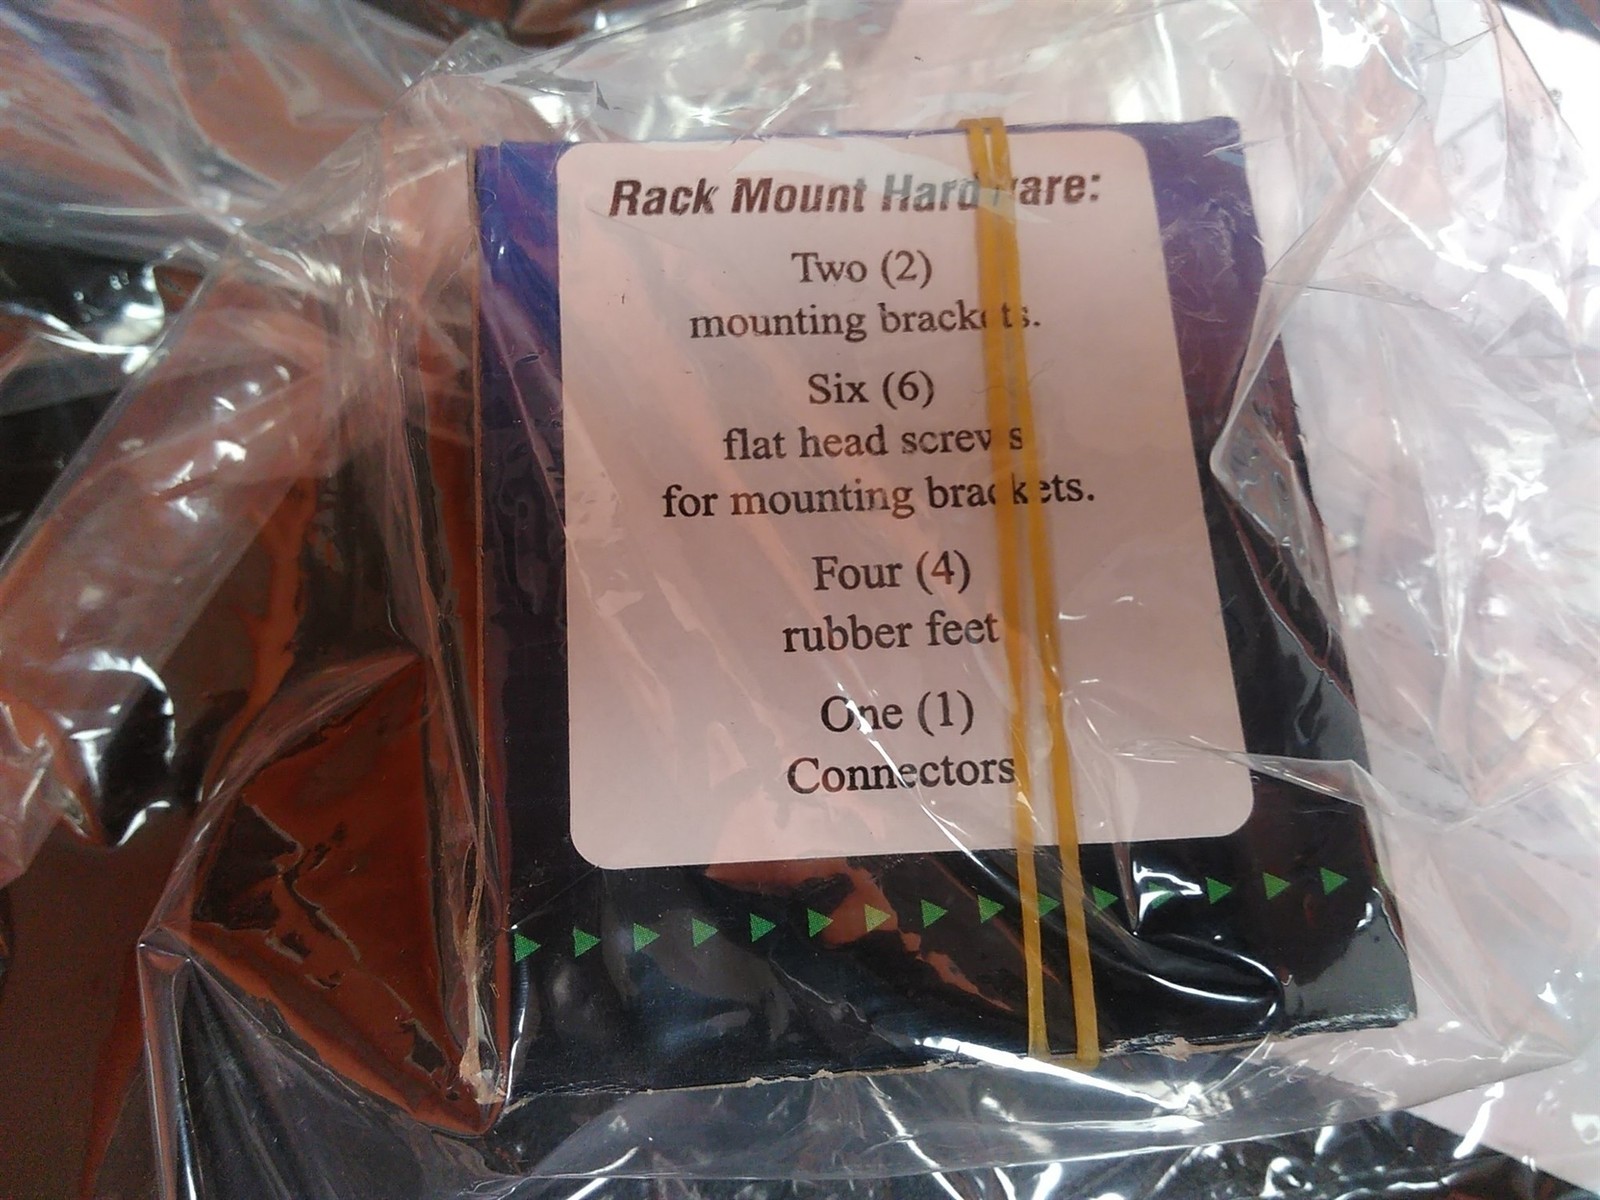 Rack Mount Hardware:
Two (2)
mounting brackets.
Six (6)
flat head screws
for mounting brackets.
Four (4)
rubber feet
One (1)
Connectors